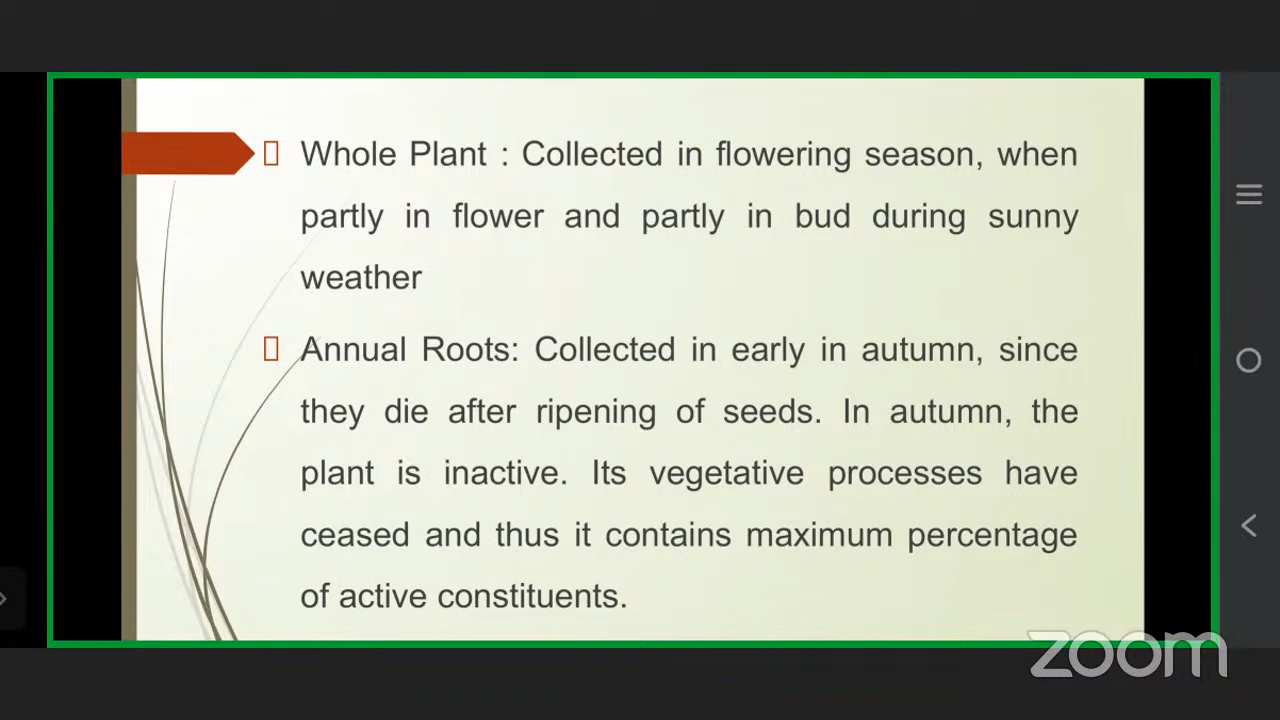 Whole Plant : Collected in flowering season, when
partly in flower and partly in bud during sunny
weather
Annual Roots: Collected in early in autumn, since
they die after ripening of seeds. In autumn, the
plant is inactive. Its vegetative processes have
ceased and thus it contains maximum percentage
of active constituents.
zoom